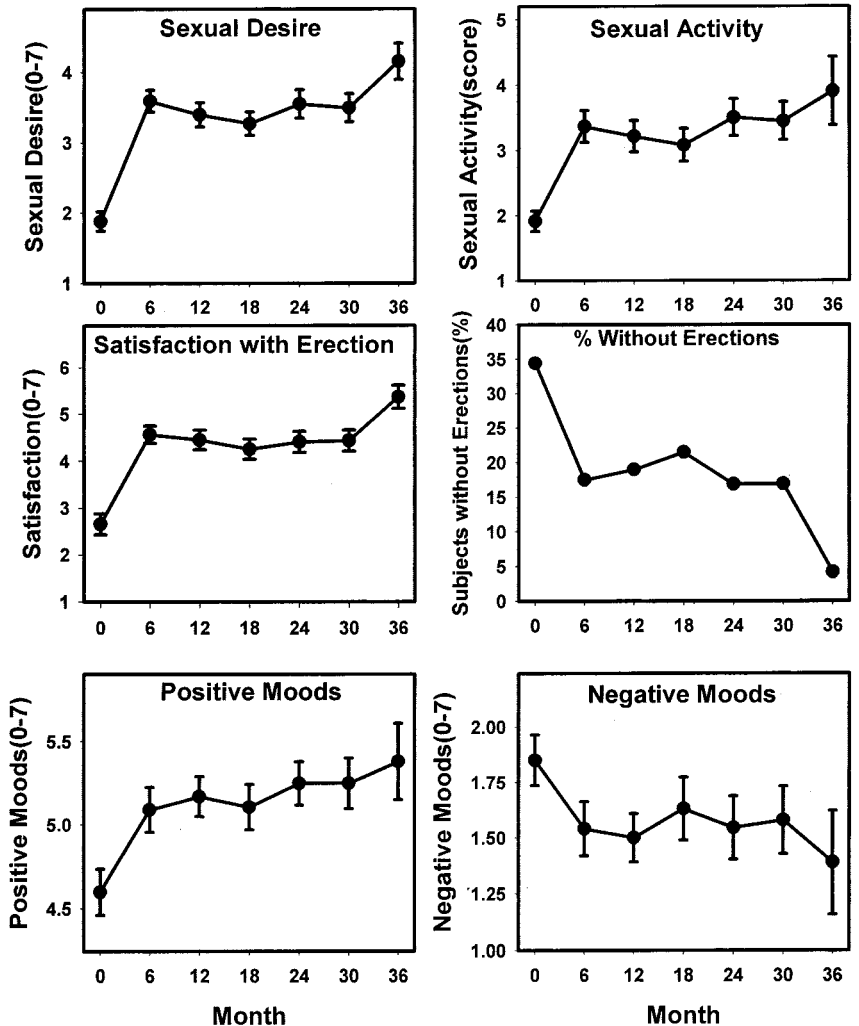 Sexual Desire
Sexual Desire(0-7)
4
3
2
1
0 6 12 18 24 30 36
Sexual Activity
Sexual Activity(score)
5
4
3
2
1
0 6 12 18 24 30 36
Satisfaction with Erection
Satisfaction(0-7)
6
5
4
3
2
1
0 6 12 18 24 30 36
% Without Erections
Subjects without Erections(%)
40
35
30
25
20
15
10
5
0
0 6 12 18 24 30 36
Positive Moods
Positive Moods(0-7)
5.5
5.0
4.5
0 6 12 18 24 30 36
Month
Negative Moods
Negative Moods(0-7)
2.00
1.75
1.50
1.25
1.00
0 6 12 18 24 30 36
Month